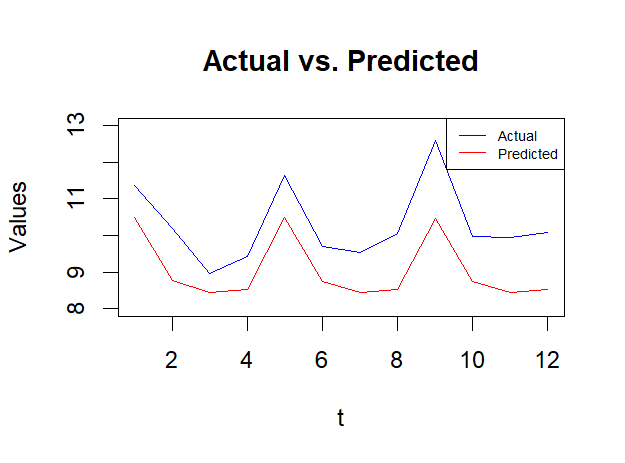 Actual vs. Predicted
Actual
Predicted
Values
13
11
9
8
2 4 6 8 10 12
t